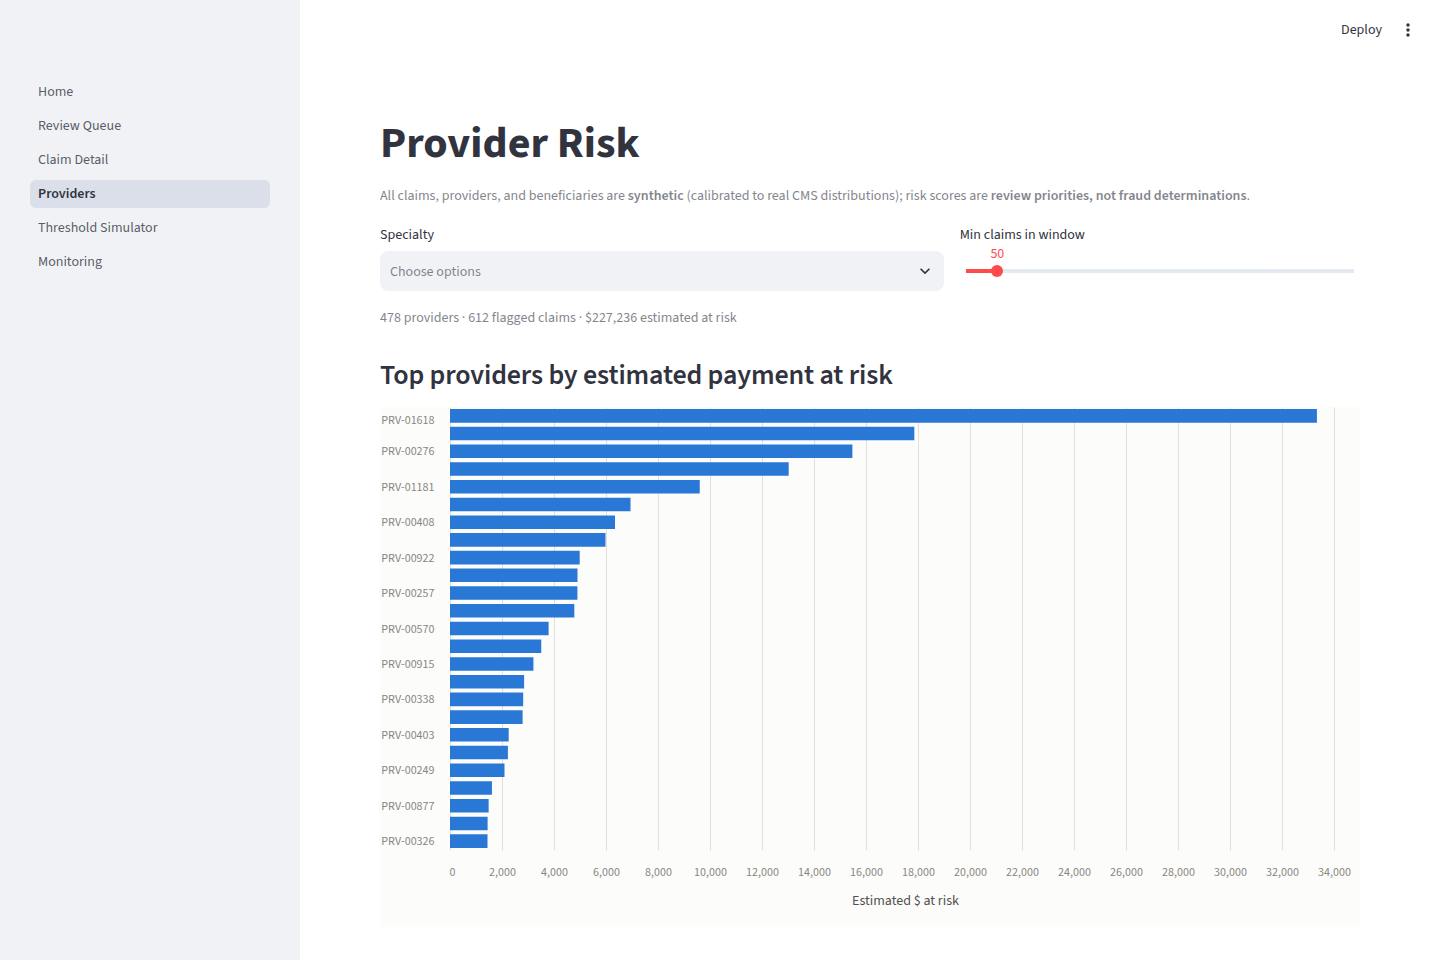 Deploy
Home
Review Queue
Claim Detail
Providers
Threshold Simulator
Monitoring
Provider Risk
All claims, providers, and beneficiaries are synthetic (calibrated to real CMS distributions); risk scores are review priorities, not fraud determinations.
Specialty
Min claims in window
50
Choose options
478 providers · 612 flagged claims · $227,236 estimated at risk
Top providers by estimated payment at risk
PRV-01618
PRV-00276
PRV-01181
PRV-00408
PRV-00922
PRV-00257
PRV-00570
PRV-00915
PRV-00338
PRV-00403
PRV-00249
PRV-00877
PRV-00326
0 2,000 4,000 6,000 8,000 10,000 12,000 14,000 16,000 18,000 20,000 22,000 24,000 26,000 28,000 30,000 32,000 34,000
Estimated $ at risk